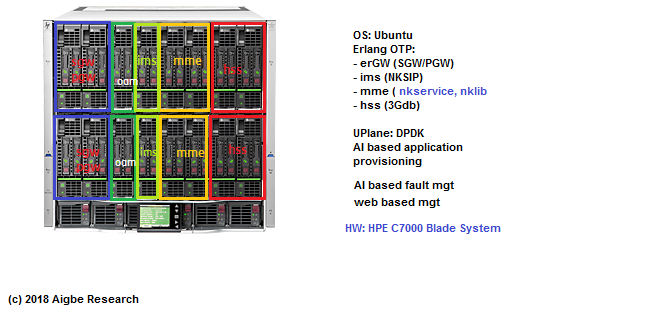 OS: Ubuntu
Erlang OTP:
- erGW (SGW/PGW)
- ims (NKSIP)
- mme ( nkservice, nklib
- hss (3Gdb)
UPlane: DPDK
AI based application
provisioning
AI based fault mgt
web based mgt
HW: HPE C7000 Blade System
sgw
pgw
oam
ims
mme
hss
sgw
pgw
oam
ims
mme
hss
(c) 2018 Aigbe Research